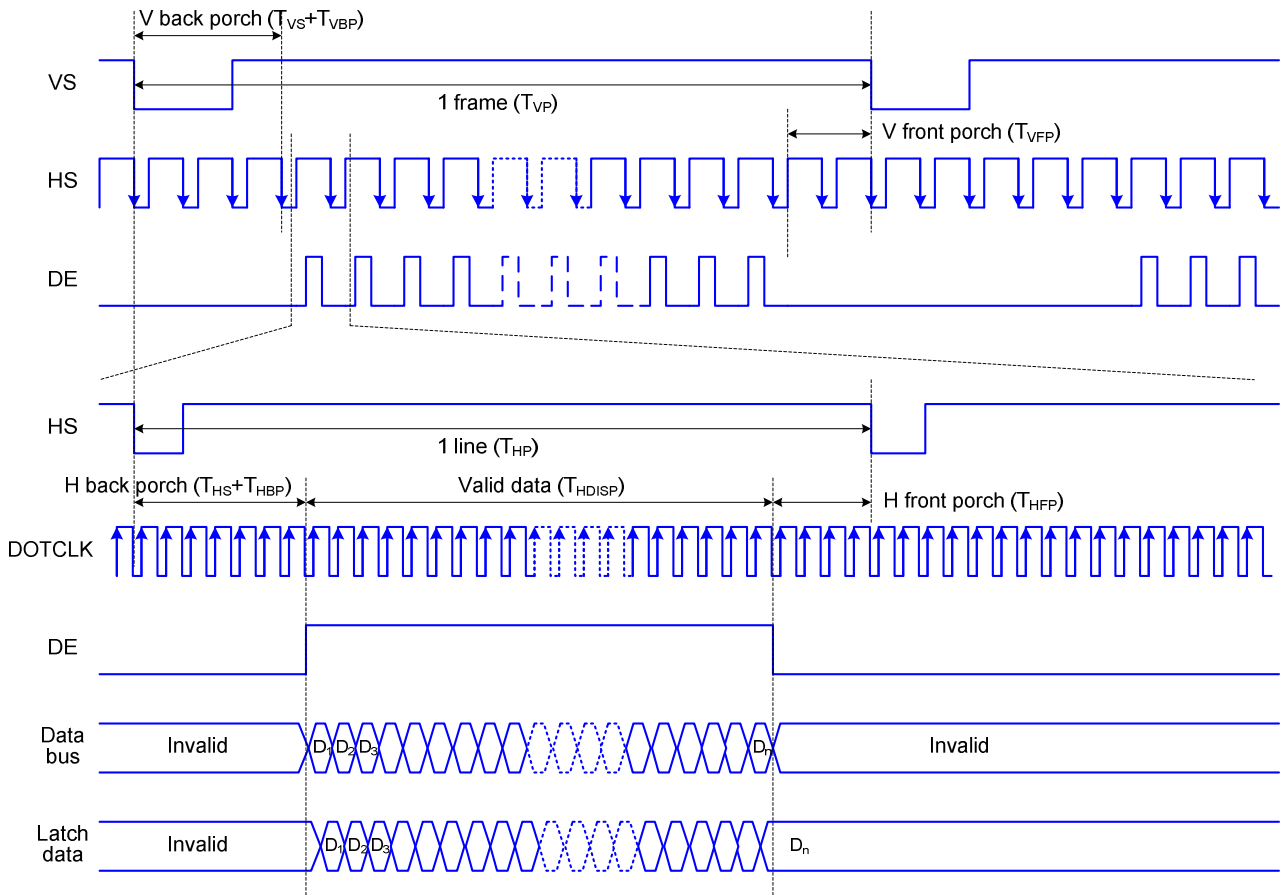 V back porch (TVS+TVBP)
VS
1 frame (TVP)
V front porch (TVFP)
HS
DE
HS
1 line (THP)
H back porch (THS+THBP)
Valid data (THDISP)
H front porch (THFP)
DOTCLK
DE
Data
bus
Invalid
D1 D2 D3
Dn
Invalid
Latch
data
Invalid
D1 D2 D3
Dn